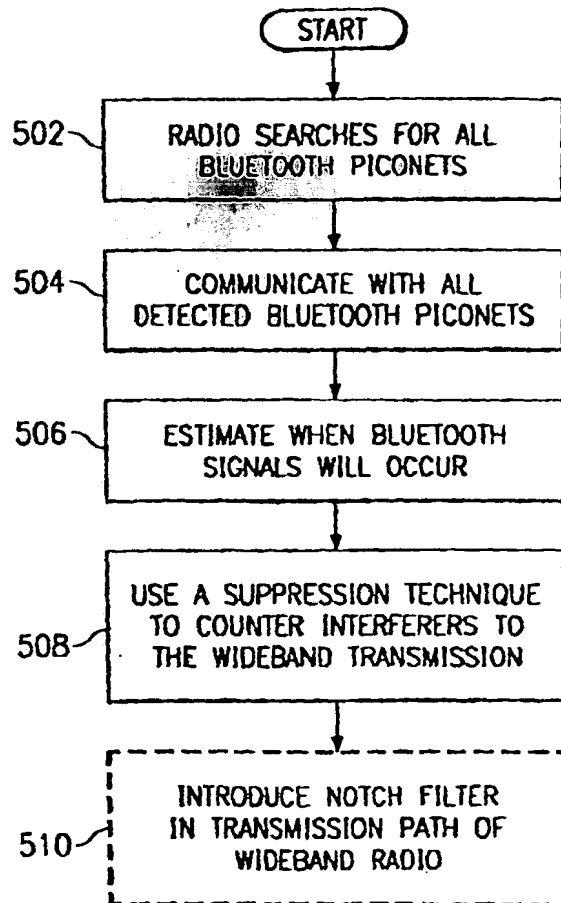 START
502
RADIO SEARCHES FOR ALL
BLUETOOTH PICONETS
504
COMMUNICATE WITH ALL
DETECTED BLUETOOTH PICONETS
506
ESTIMATE WHEN BLUETOOTH
SIGNALS WILL OCCUR
508
USE A SUPPRESSION TECHNIQUE
TO COUNTER INTERFERERS TO
THE WIDEBAND TRANSMISSION
510
INTRODUCE NOTCH FILTER
IN TRANSMISSION PATH OF
WIDEBAND RADIO